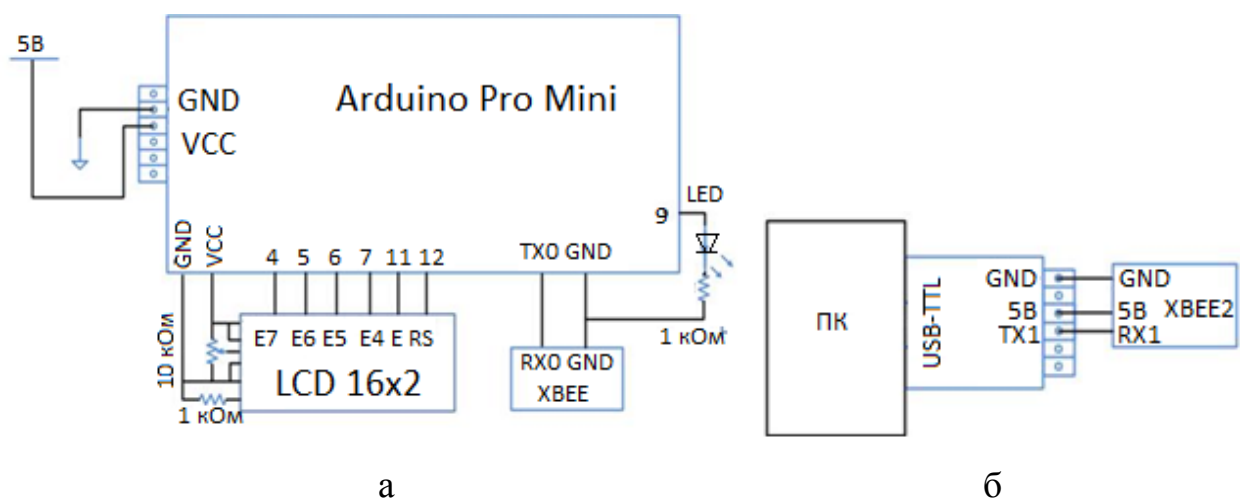 5В
GND
Arduino Pro Mini
VCC
LED
9
GND
VCC
4 5 6 7 11 12
TX0 GND
10 кОм
E7 E6 E5 E4 E RS
LCD 16x2
1 кОм
RX0 GND
XBEE
1 кОм
ПК
USB-TTL
GND
5В
TX1
GND
5В XBEE2
RX1
а
б